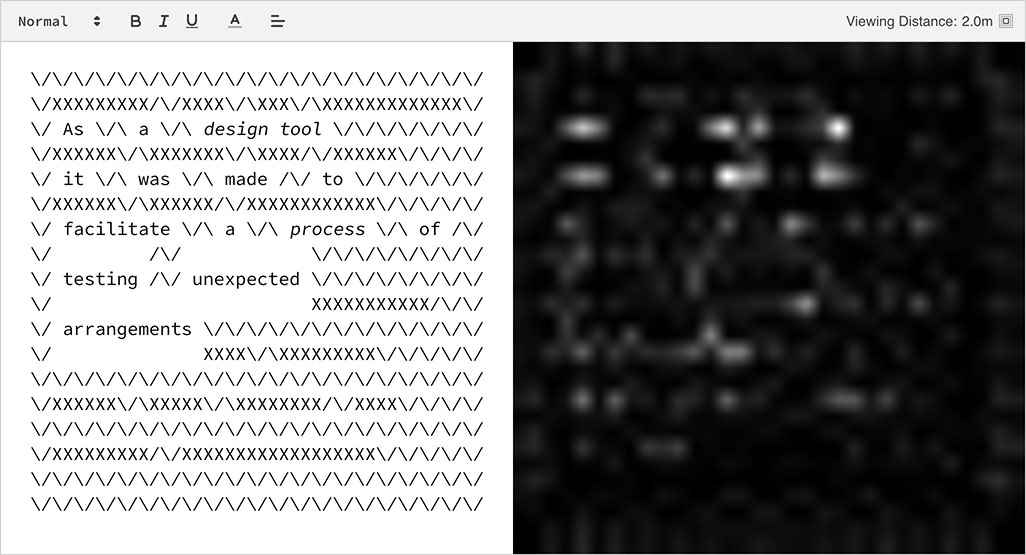 Normal B I U A Viewing Distance: 2.0m
\/\/\/\/\/\/\/\/\/\/\/\/\/\/\/\/\/\/\/\/\/
\/XXXXXXXXX/\/XXXX\/\XXX\/\XXXXXXXXXXXXX\/
\/ As \/\ a \/\ design tool \/\/\/\/\/\/\/
\/XXXXXX\/\XXXXXXX\/\XXXX/\/XXXXXX\/\/\/\/
\/ it \/\ was \/\ made /\/ to \/\/\/\/\/\/
\/XXXXXX\/\XXXXXX/\/XXXXXXXXXXXX\/\/\/\/\/
\/ facilitate \/\ a \/\ process \/\ of /\/
\/         /\/            \/\/\/\/\/\/\/\/
\/ testing /\/ unexpected \/\/\/\/\/\/\/\/
\/                        XXXXXXXXXXX/\/\/
\/ arrangements \/\/\/\/\/\/\/\/\/\/\/\/\/
\/              XXXX\/\XXXXXXXXX\/\/\/\/\/
\/\/\/\/\/\/\/\/\/\/\/\/\/\/\/\/\/\/\/\/\/
\/XXXXXX\/\XXXXX\/\XXXXXXXX/\/XXXX\/\/\/\/
\/\/\/\/\/\/\/\/\/\/\/\/\/\/\/\/\/\/\/\/\/
\/XXXXXXXXX/\/XXXXXXXXXXXXXXXXXX\/\/\/\/\/
\/\/\/\/\/\/\/\/\/\/\/\/\/\/\/\/\/\/\/\/\/
\/\/\/\/\/\/\/\/\/\/\/\/\/\/\/\/\/\/\/\/\/